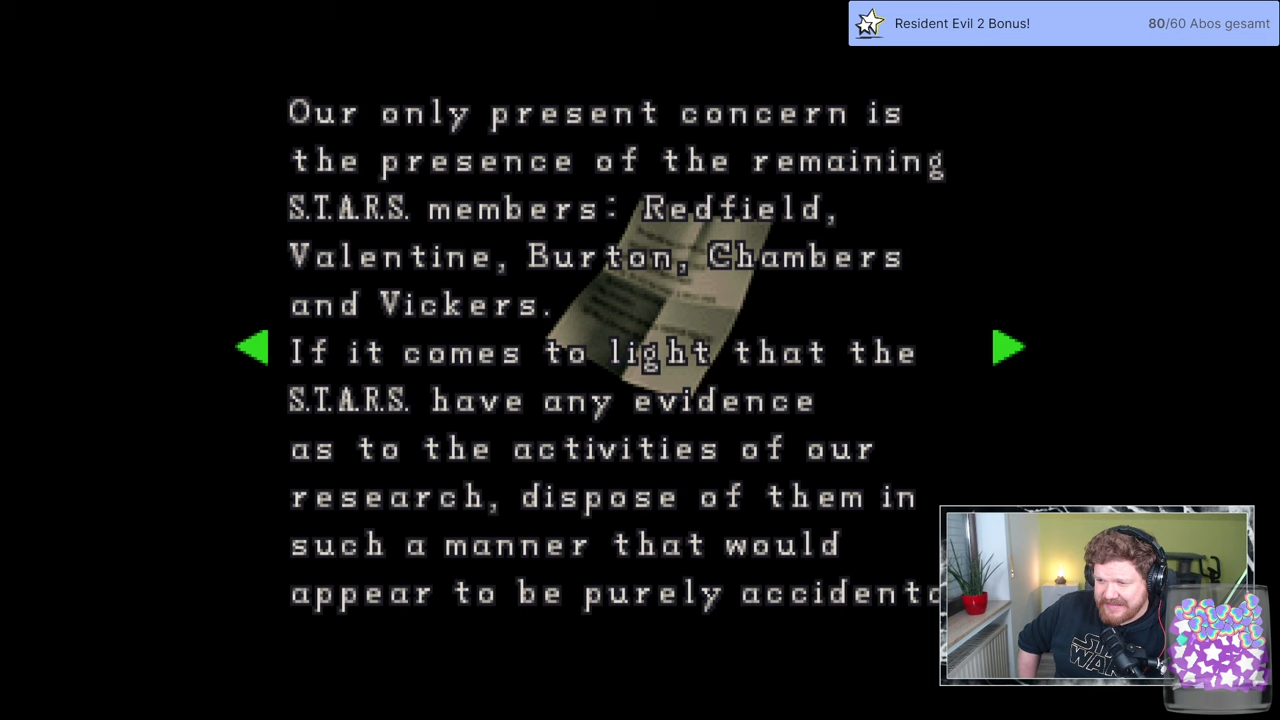 Resident Evil 2 Bonus! 80/60 Abos gesamt
Our only present concern is
the presence of the remaining
S.T.A.R.S. members: Redfield,
Valentine, Burton, Chambers
and Vickers.
If it comes to light that the
S.T.A.R.S. have any evidence
as to the activities of our
research, dispose of them in
such a manner that would
appear to be purely
STAR
WARS